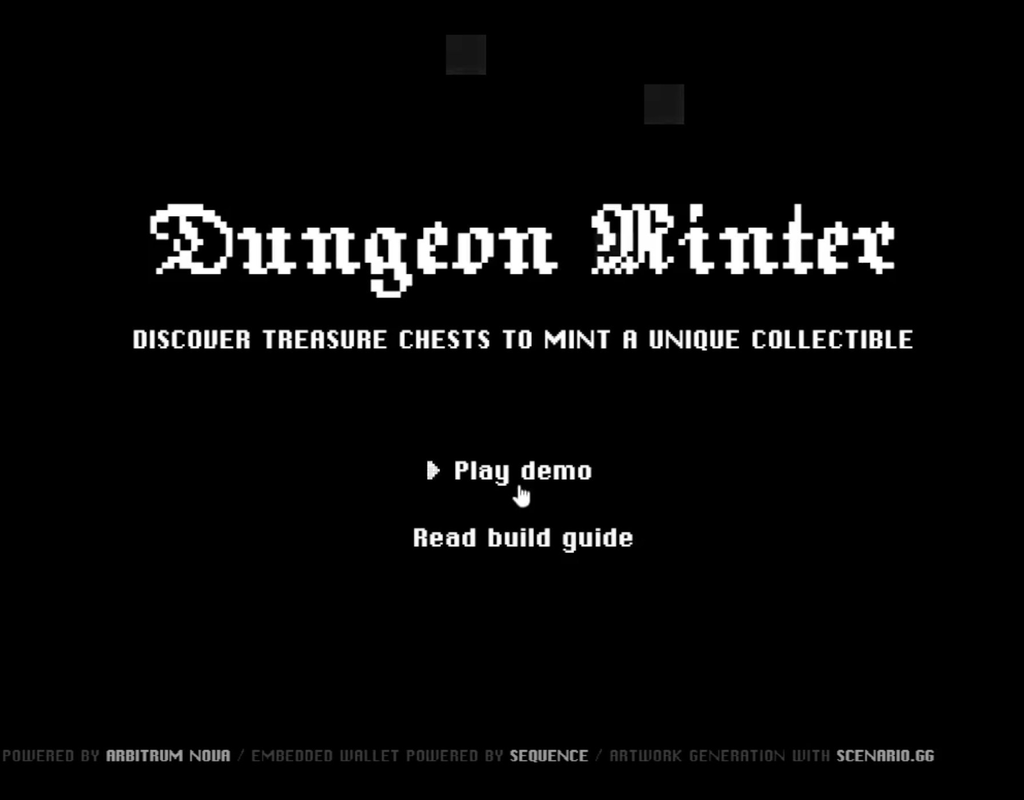 Dungeon Minter
DISCOVER TREASURE CHESTS TO MINT A UNIQUE COLLECTIBLE
Play demo
Read build guide
POWERED BY ARBITRUM NOVA / EMBEDDED WALLET POWERED BY SEQUENCE / ARTWORK GENERATION WITH SCENARIO.GG